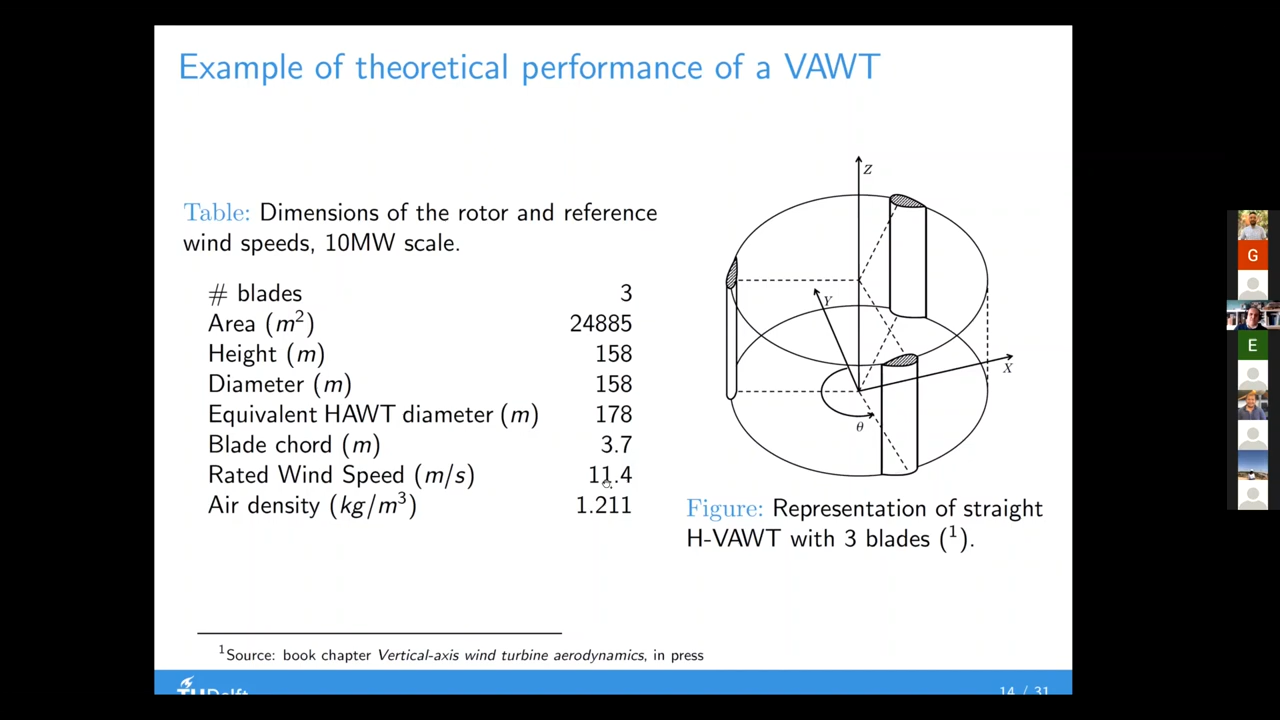 Example of theoretical performance of a VAWT
Table: Dimensions of the rotor and reference
wind speeds, 10MW scale.
# blades 3
Area (m²) 24885
Height (m) 158
Diameter (m) 158
Equivalent HAWT diameter (m) 178
Blade chord (m) 3.7
Rated Wind Speed (m/s) 11.4
Air density (kg/m³) 1.211
Z
Y
X
θ
Figure: Representation of straight
H-VAWT with 3 blades (¹).
¹Source: book chapter Vertical-axis wind turbine aerodynamics, in press
TUDelft
14 / 31
G
E